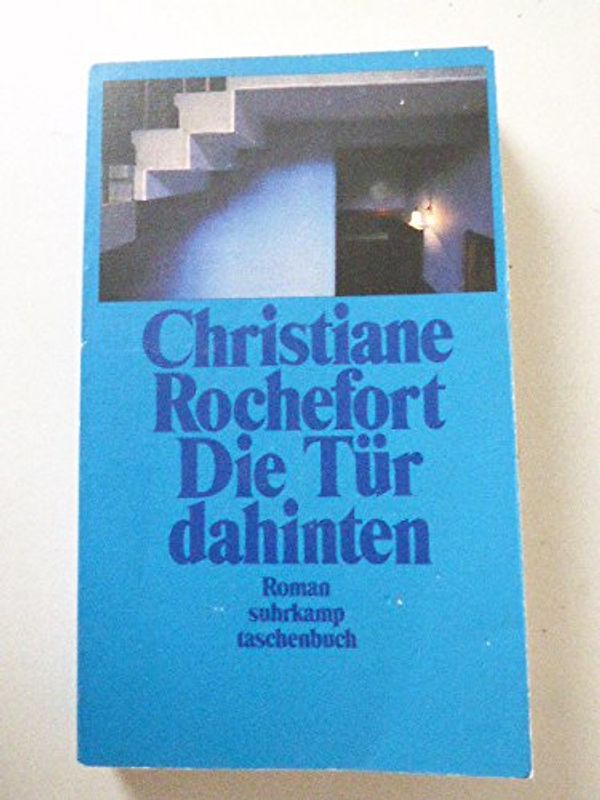 Christiane
Rochefort
Die Tür
dahinten
Roman
suhrkamp
taschenbuch